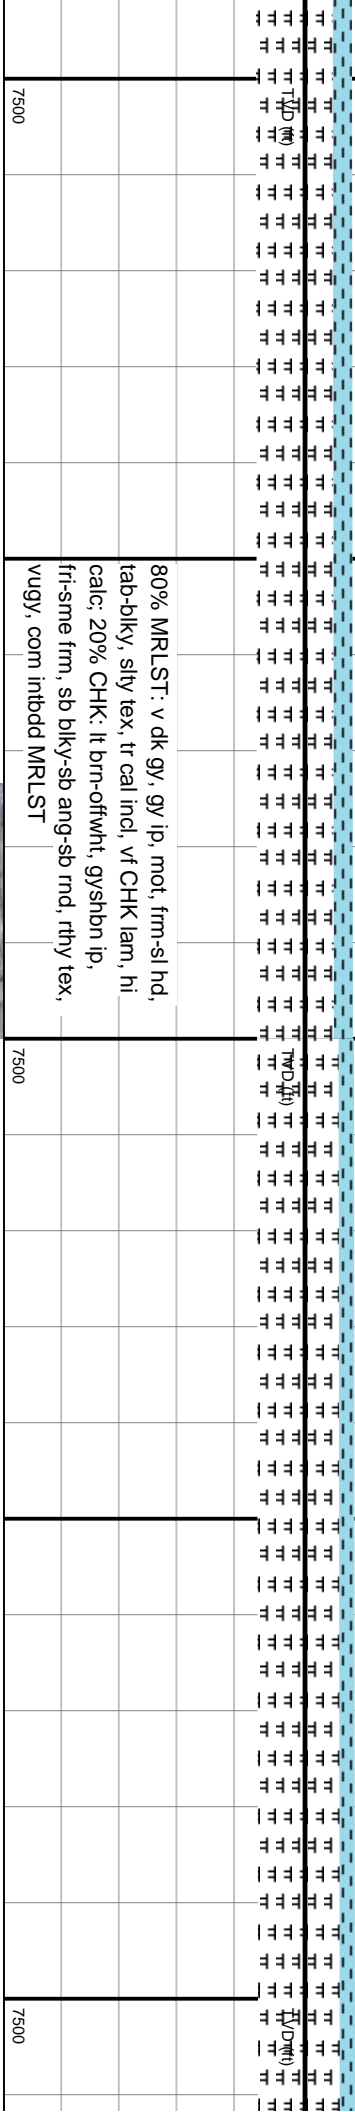 TVD (ft)
7500
80% MRLST: v dk gy, gy ip, mot, frm-sl hd,
tab-blky, slty tex, tr cal incl, vf CHK lam, hi
calc; 20% CHK: lt brn-offwht, gyshbn ip,
fri-sme frm, sb blky-sb ang-sb rnd, rthy tex,
vugy, com intbdd MRLST
TVD (ft)
7500
TVD (ft)
7500